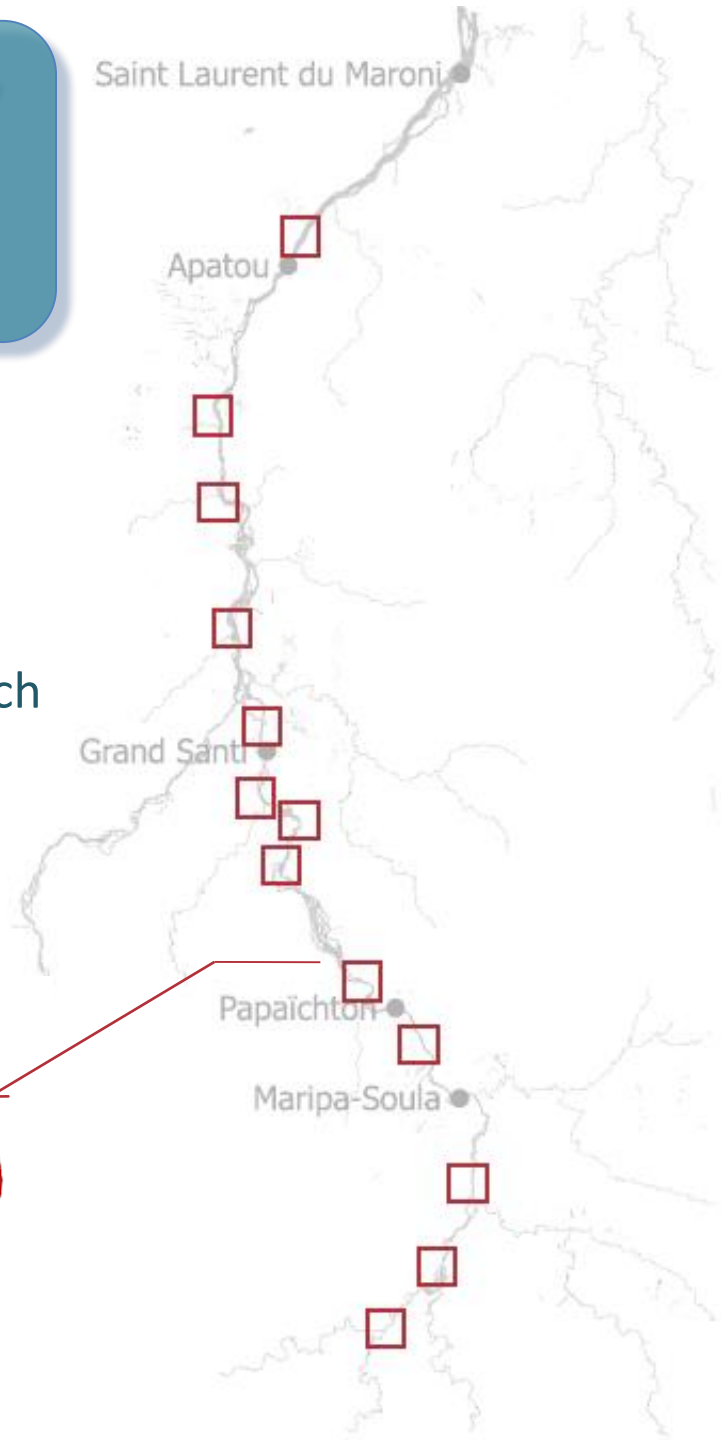 Saint Laurent du Maroni
Apatou
ch
Grand Santi
Papaïchton
Maripa-Soula